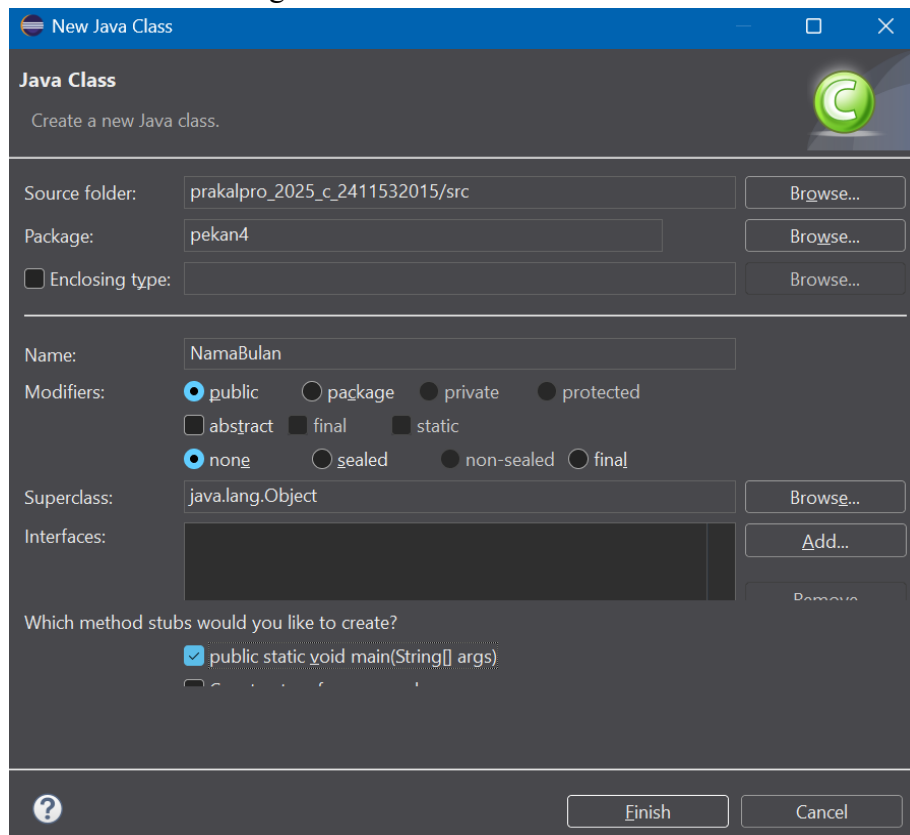 New Java Class
Java Class
Create a new Java class.
Source folder: prakalpro_2025_c_2411532015/src Browse...
Package: pekan4 Browse...
Enclosing type: Browse...
Name: NamaBulan
Modifiers: public package private protected
abstract final static
none sealed non-sealed final
Superclass: java.lang.Object Browse...
Interfaces: Add...
Remove
Which method stubs would you like to create?
public static void main(String[] args)
? Finish Cancel